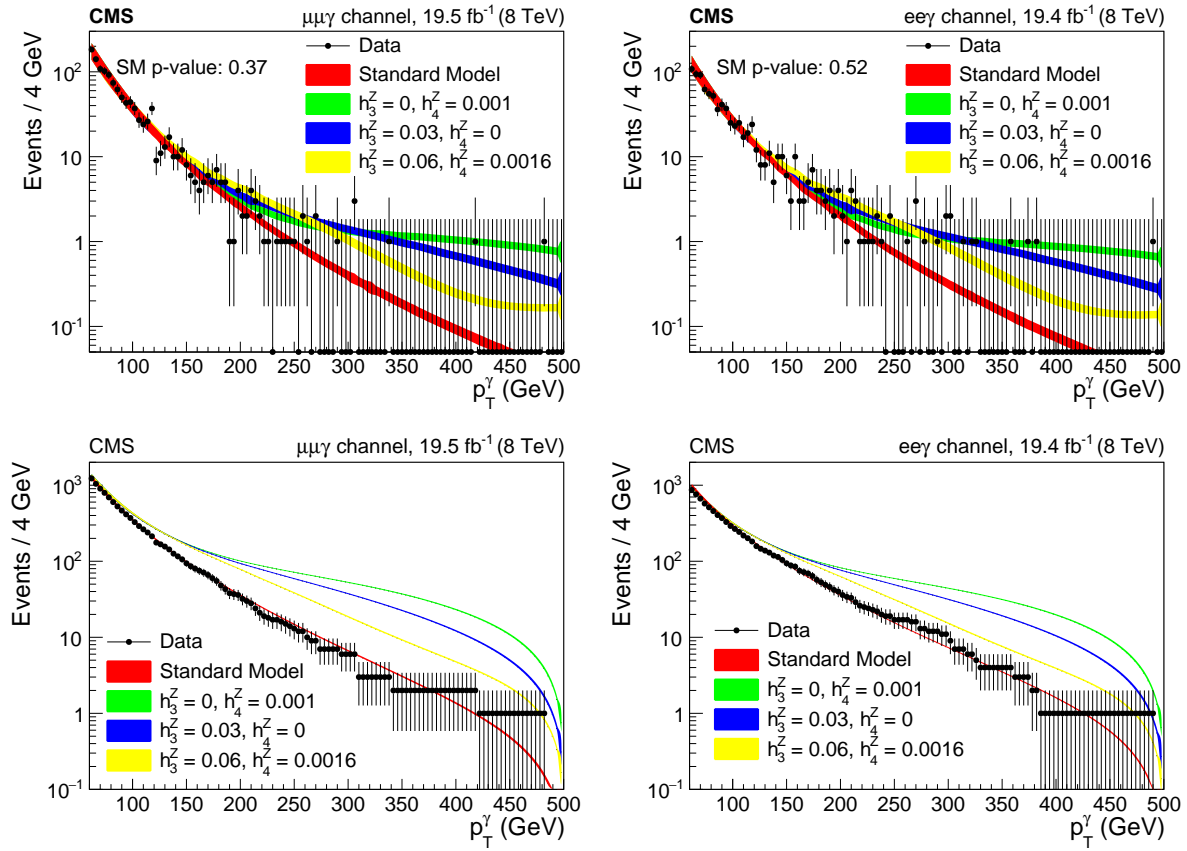 CMS μμγ channel, 19.5 fb⁻¹ (8 TeV)
Events / 4 GeV
10²
10
1
10⁻¹
SM p-value: 0.37
Data
Standard Model
h₃ᶻ = 0, h₄ᶻ = 0.001
h₃ᶻ = 0.03, h₄ᶻ = 0
h₃ᶻ = 0.06, h₄ᶻ = 0.0016
100 150 200 250 300 350 400 450 500
p_T^γ (GeV)
CMS eeγ channel, 19.4 fb⁻¹ (8 TeV)
Events / 4 GeV
10²
10
1
10⁻¹
SM p-value: 0.52
Data
Standard Model
h₃ᶻ = 0, h₄ᶻ = 0.001
h₃ᶻ = 0.03, h₄ᶻ = 0
h₃ᶻ = 0.06, h₄ᶻ = 0.0016
100 150 200 250 300 350 400 450 500
p_T^γ (GeV)
CMS μμγ channel, 19.5 fb⁻¹ (8 TeV)
Events / 4 GeV
10³
10²
10
1
10⁻¹
Data
Standard Model
h₃ᶻ = 0, h₄ᶻ = 0.001
h₃ᶻ = 0.03, h₄ᶻ = 0
h₃ᶻ = 0.06, h₄ᶻ = 0.0016
100 150 200 250 300 350 400 450 500
p_T^γ (GeV)
CMS eeγ channel, 19.4 fb⁻¹ (8 TeV)
Events / 4 GeV
10³
10²
10
1
10⁻¹
Data
Standard Model
h₃ᶻ = 0, h₄ᶻ = 0.001
h₃ᶻ = 0.03, h₄ᶻ = 0
h₃ᶻ = 0.06, h₄ᶻ = 0.0016
100 150 200 250 300 350 400 450 500
p_T^γ (GeV)